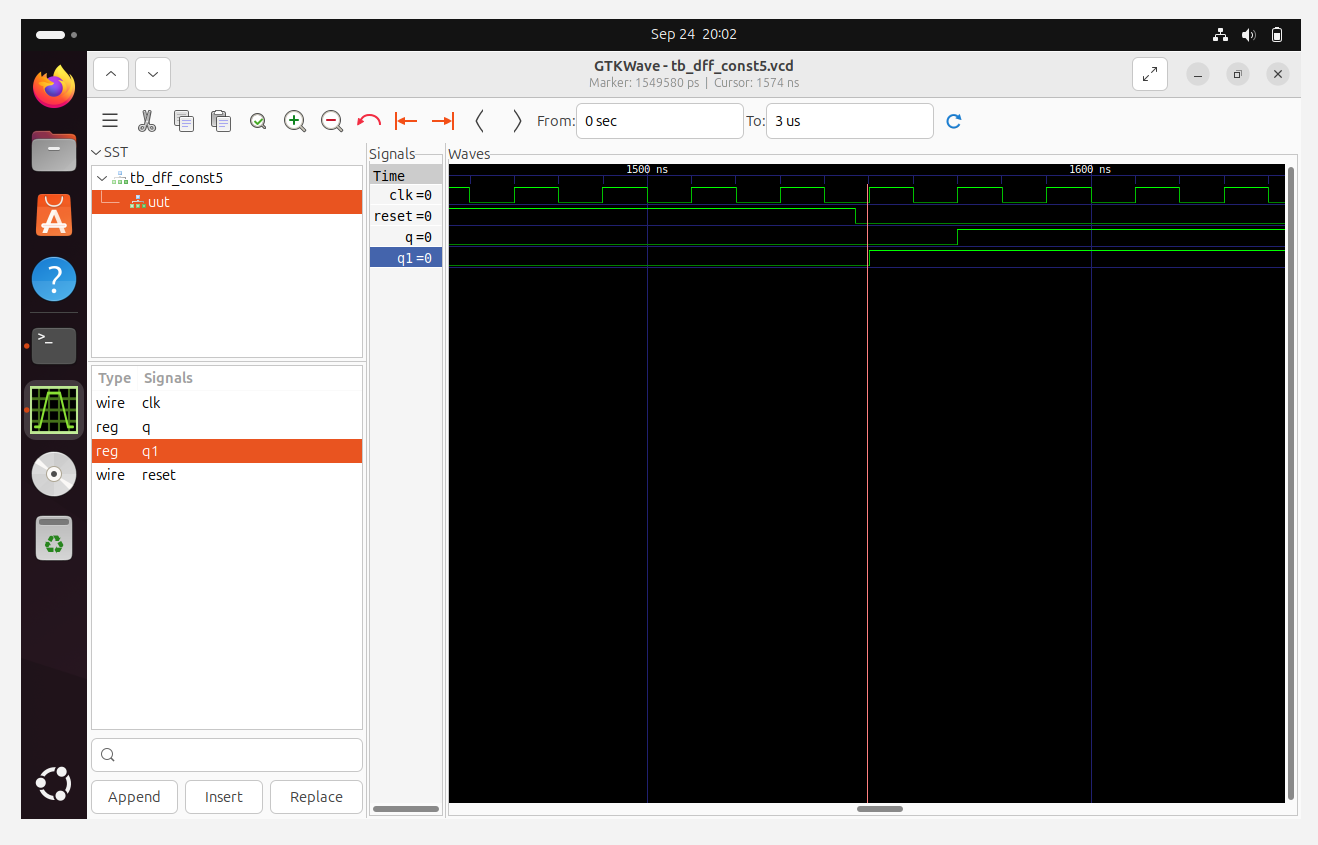 Sep 24 20:02
GTKWave - tb_dff_const5.vcd
Marker: 1549580 ps | Cursor: 1574 ns
From: 0 sec To: 3 us
SST
tb_dff_const5
uut
Type Signals
wire clk
reg q
reg q1
wire reset
Append Insert Replace
Signals
Time
clk =0
reset =0
q =0
q1 =0
Waves
1500 ns 1600 ns
>_
?